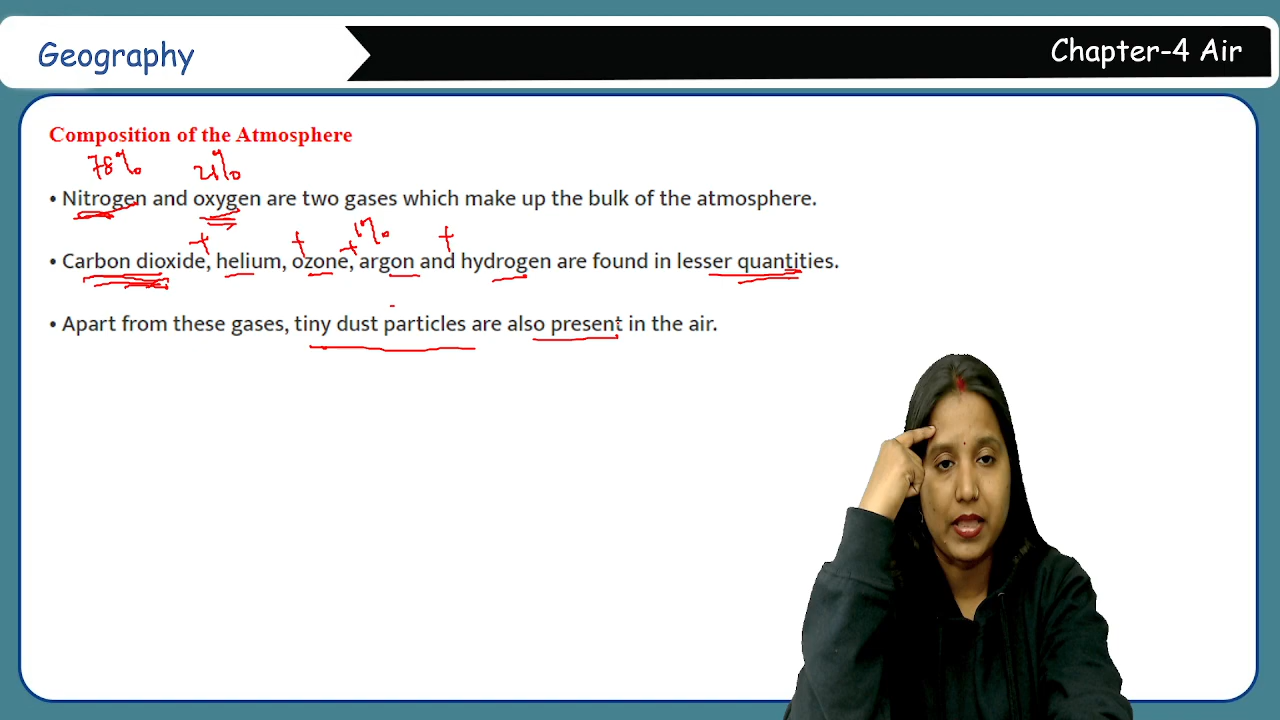 Geography
Chapter-4 Air
Composition of the Atmosphere
78% 21%
• Nitrogen and oxygen are two gases which make up the bulk of the atmosphere.
+ + + 1% +
• Carbon dioxide, helium, ozone, argon and hydrogen are found in lesser quantities.
• Apart from these gases, tiny dust particles are also present in the air.